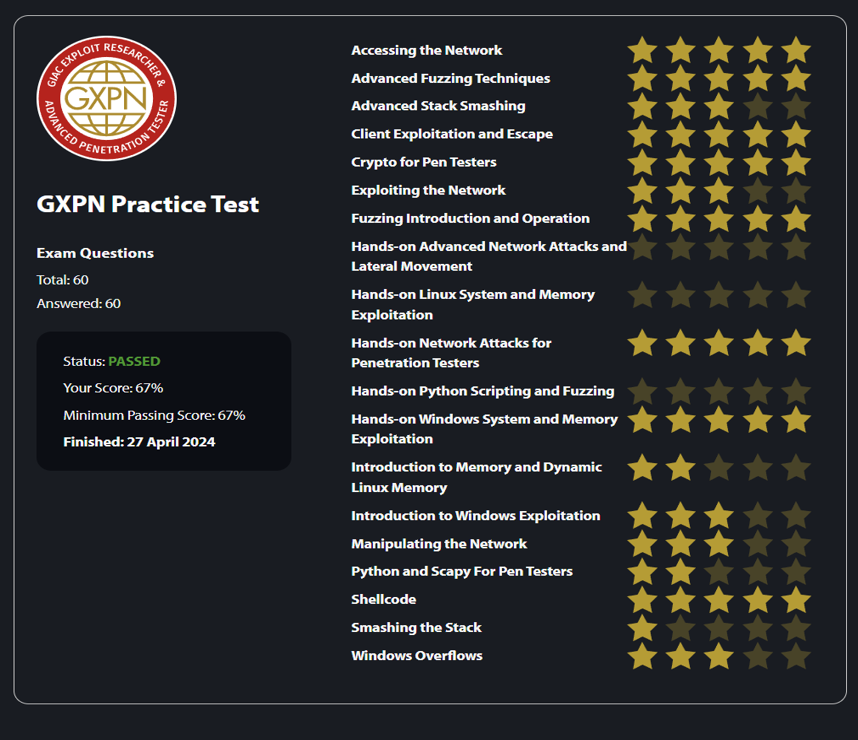 GIAC EXPLOIT RESEARCHER &
GXPN
ADVANCED PENETRATION TESTER
GXPN Practice Test
Exam Questions
Total: 60
Answered: 60
Status: PASSED
Your Score: 67%
Minimum Passing Score: 67%
Finished: 27 April 2024
Accessing the Network
Advanced Fuzzing Techniques
Advanced Stack Smashing
Client Exploitation and Escape
Crypto for Pen Testers
Exploiting the Network
Fuzzing Introduction and Operation
Hands-on Advanced Network Attacks and
Lateral Movement
Hands-on Linux System and Memory
Exploitation
Hands-on Network Attacks for
Penetration Testers
Hands-on Python Scripting and Fuzzing
Hands-on Windows System and Memory
Exploitation
Introduction to Memory and Dynamic
Linux Memory
Introduction to Windows Exploitation
Manipulating the Network
Python and Scapy For Pen Testers
Shellcode
Smashing the Stack
Windows Overflows